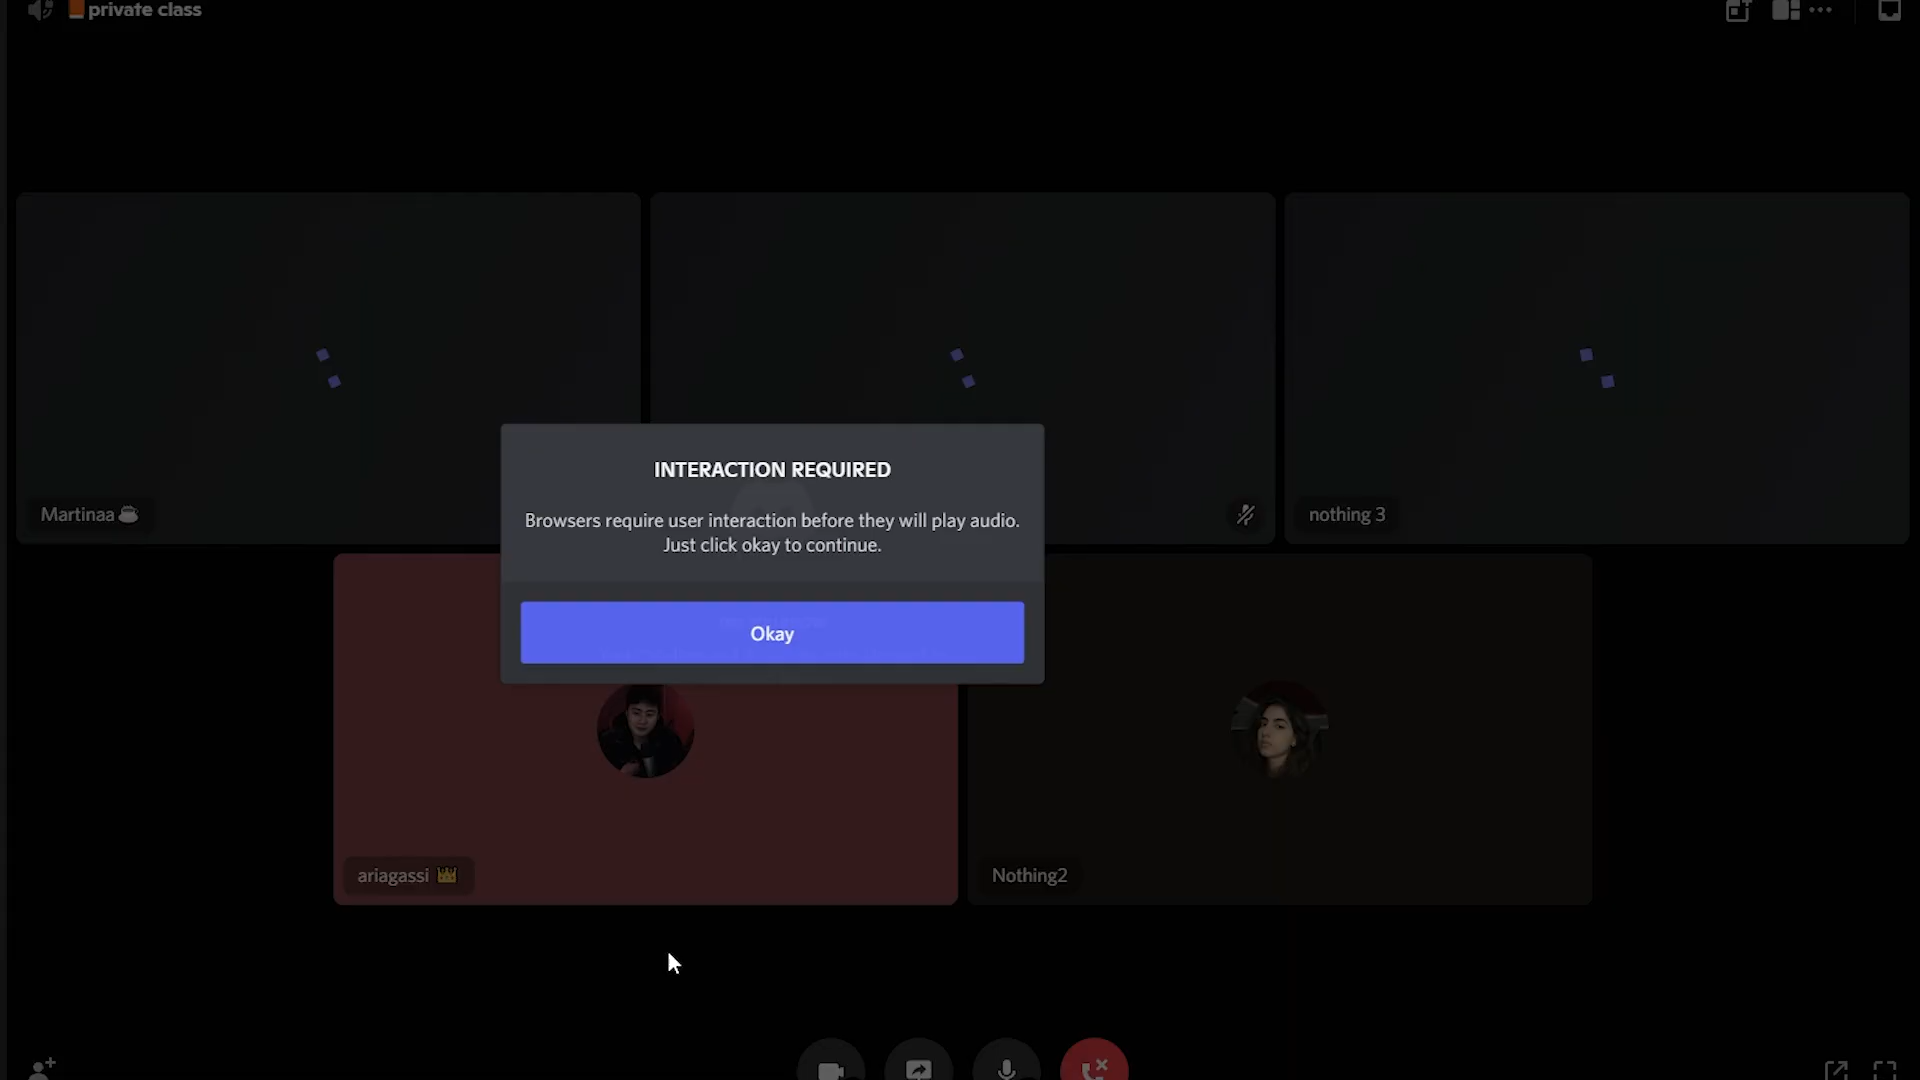 private class
INTERACTION REQUIRED
Browsers require user interaction before they will play audio.
Just click okay to continue.
Okay
Martinaa
nothing 3
ariagassi
Nothing2